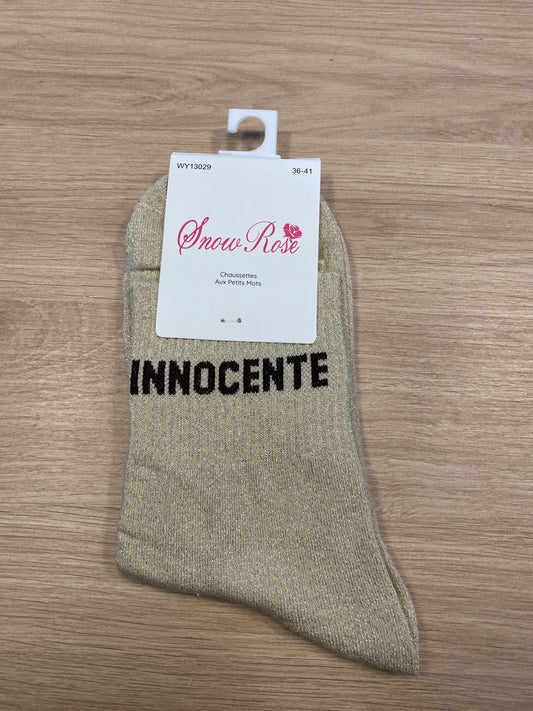 WY13029 36-41
Snow Rose
Chaussettes
Aux Petits Mots
INNOCENTE